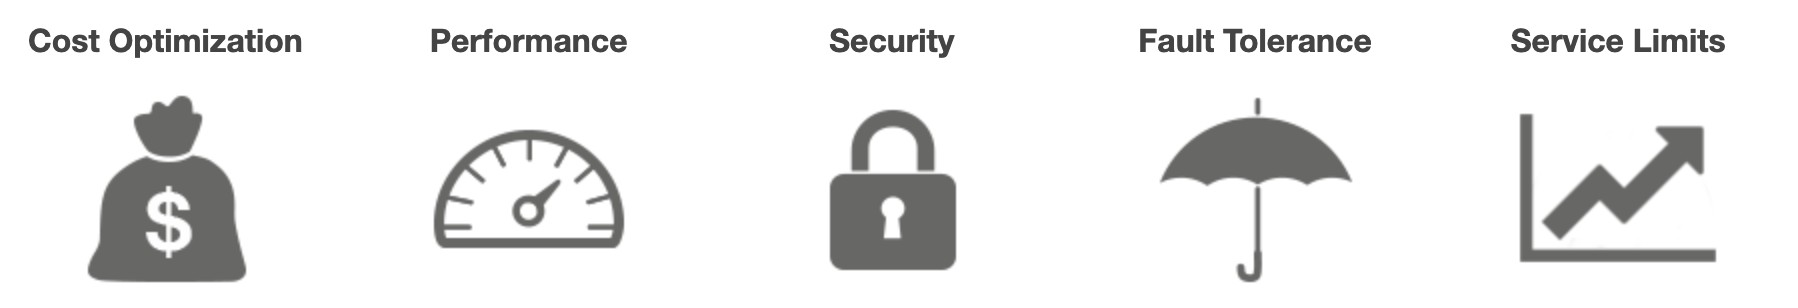 Cost Optimization
Performance
Security
Fault Tolerance
Service Limits
$